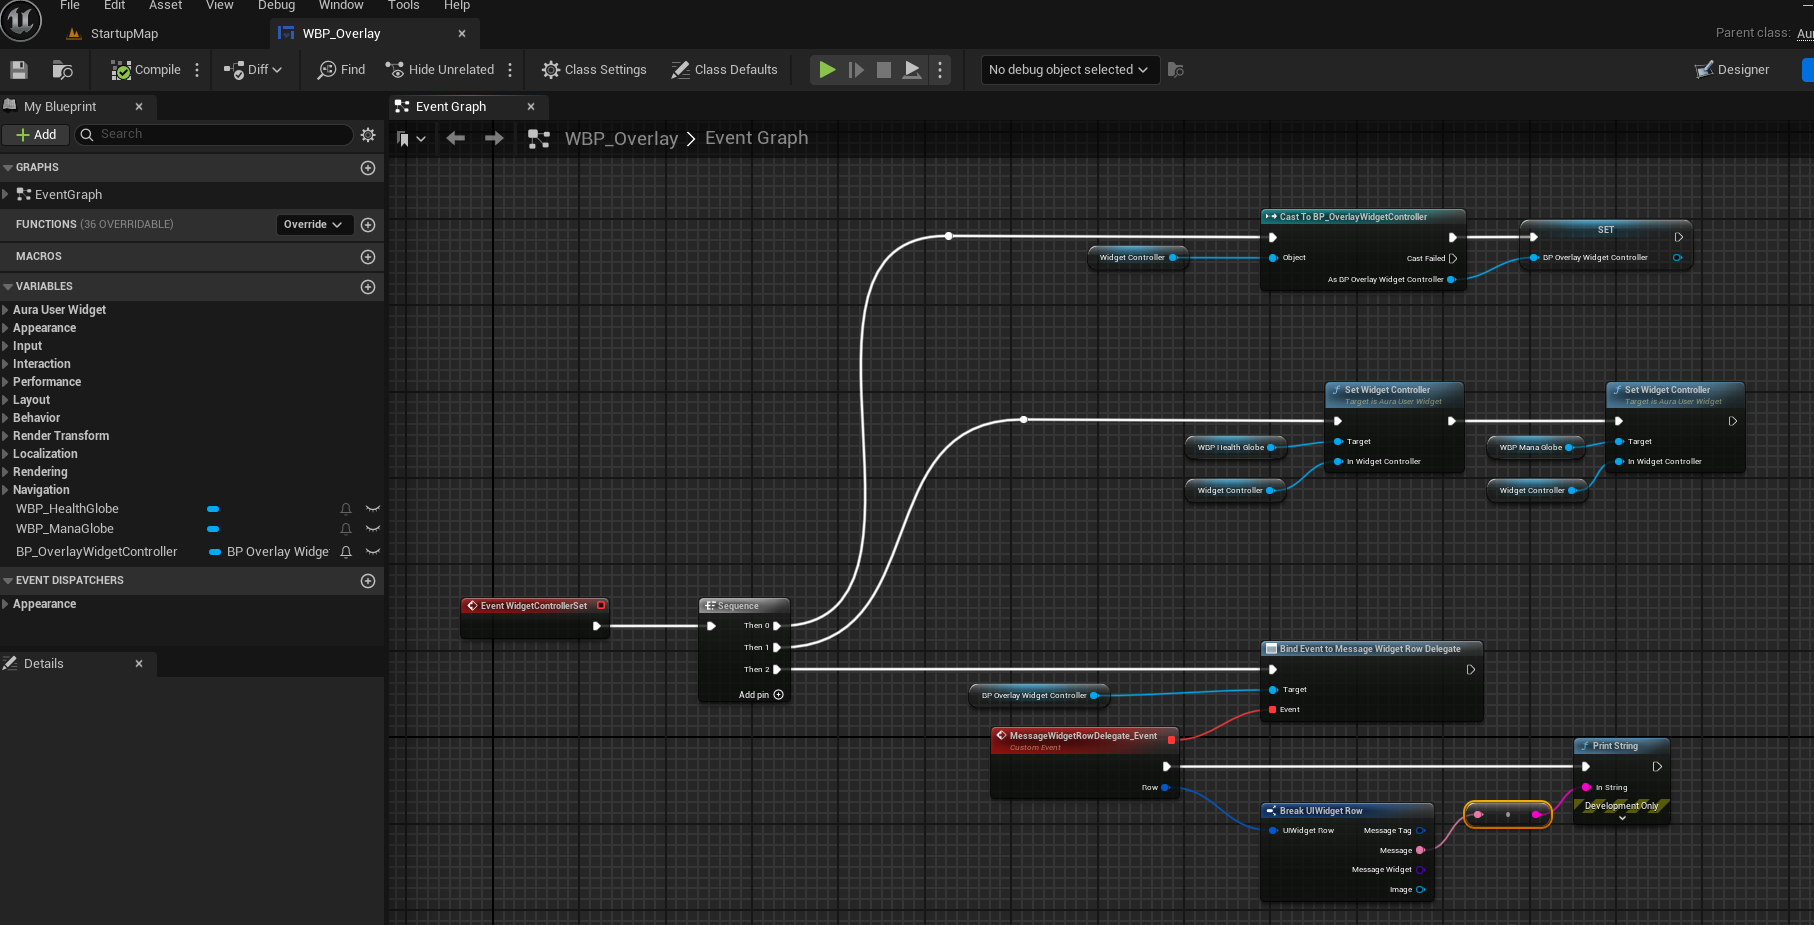 File Edit Asset View Debug Window Tools Help
StartupMap
WBP_Overlay
Parent class:
Compile
Diff
Find
Hide Unrelated
Class Settings
Class Defaults
No debug object selected
Designer
My Blueprint
Event Graph
Add
Search
WBP_Overlay > Event Graph
GRAPHS
EventGraph
FUNCTIONS (36 OVERRIDABLE)
Override
MACROS
VARIABLES
Aura User Widget
Appearance
Input
Interaction
Performance
Layout
Behavior
Render Transform
Localization
Rendering
Navigation
WBP_HealthGlobe
WBP_ManaGlobe
BP_OverlayWidgetController
BP Overlay Widge
EVENT DISPATCHERS
Appearance
Details
Cast To BP_OverlayWidgetController
Object
Cast Failed
As BP Overlay Widget Controller
Widget Controller
SET
BP Overlay Widget Controller
Set Widget Controller
Target is Aura User Widget
Target
In Widget Controller
WBP Health Globe
Widget Controller
Set Widget Controller
Target is Aura User Widget
Target
In Widget Controller
WBP Mana Globe
Widget Controller
Event WidgetControllerSet
Sequence
Then 0
Then 1
Then 2
Add pin
Bind Event to Message Widget Row Delegate
Target
Event
BP Overlay Widget Controller
MessageWidgetRowDelegate_Event
Custom Event
Row
Break UIWidget Row
UIWidget Row
Message Tag
Message
Message Widget
Image
Print String
In String
Development Only